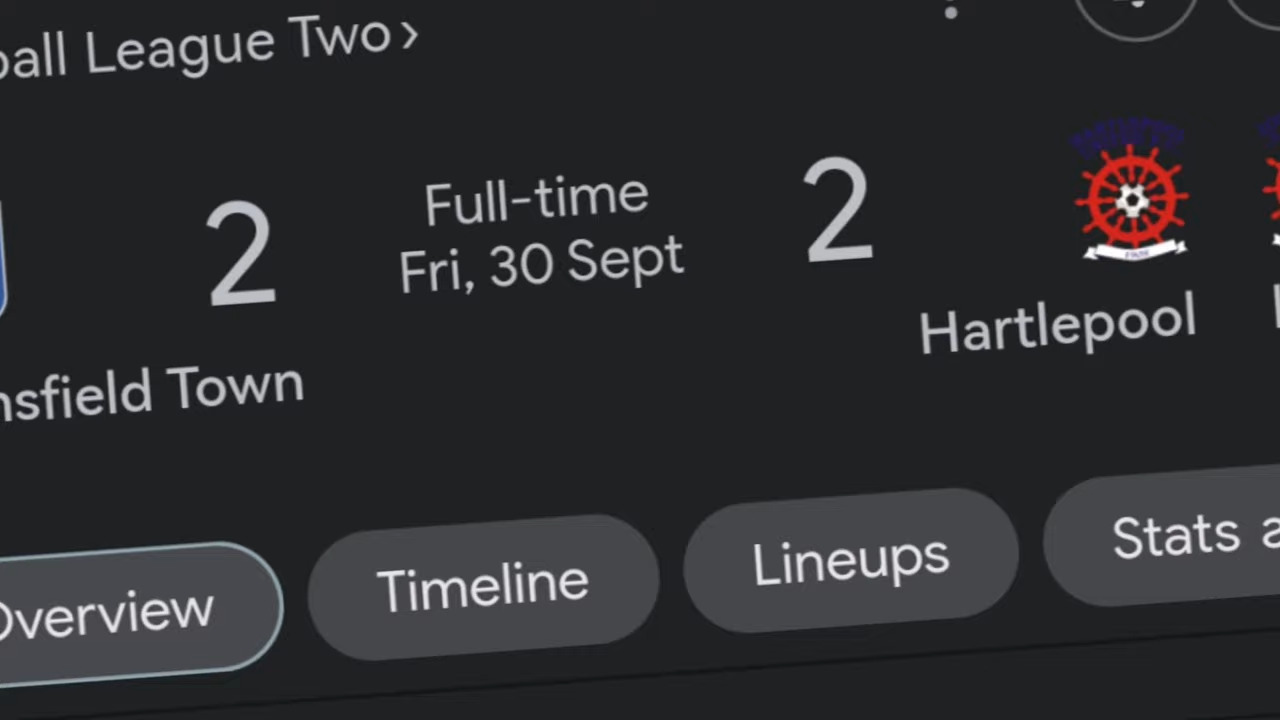 ball League Two ›
2
Full-time
Fri, 30 Sept
2
nsfield Town
Hartlepool
Overview
Timeline
Lineups
Stats a